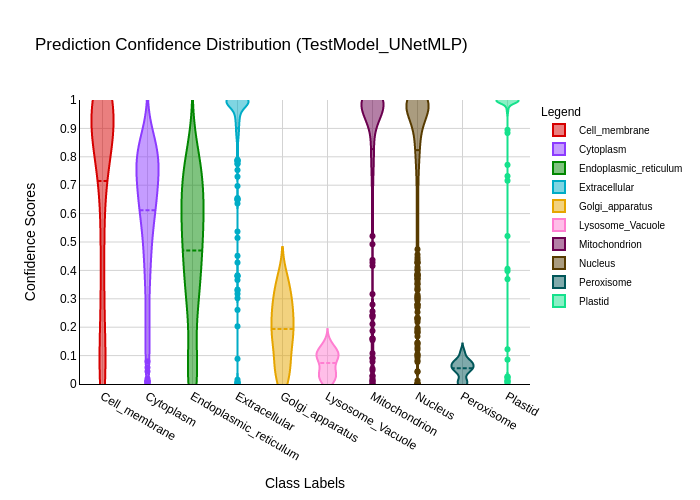 Prediction Confidence Distribution (TestModel_UNetMLP)
Legend
Cell_membrane
Cytoplasm
Endoplasmic_reticulum
Extracellular
Golgi_apparatus
Lysosome_Vacuole
Mitochondrion
Nucleus
Peroxisome
Plastid
Confidence Scores
1
0.9
0.8
0.7
0.6
0.5
0.4
0.3
0.2
0.1
0
Cell_membrane
Cytoplasm
Endoplasmic_reticulum
Extracellular
Golgi_apparatus
Lysosome_Vacuole
Mitochondrion
Nucleus
Peroxisome
Plastid
Class Labels